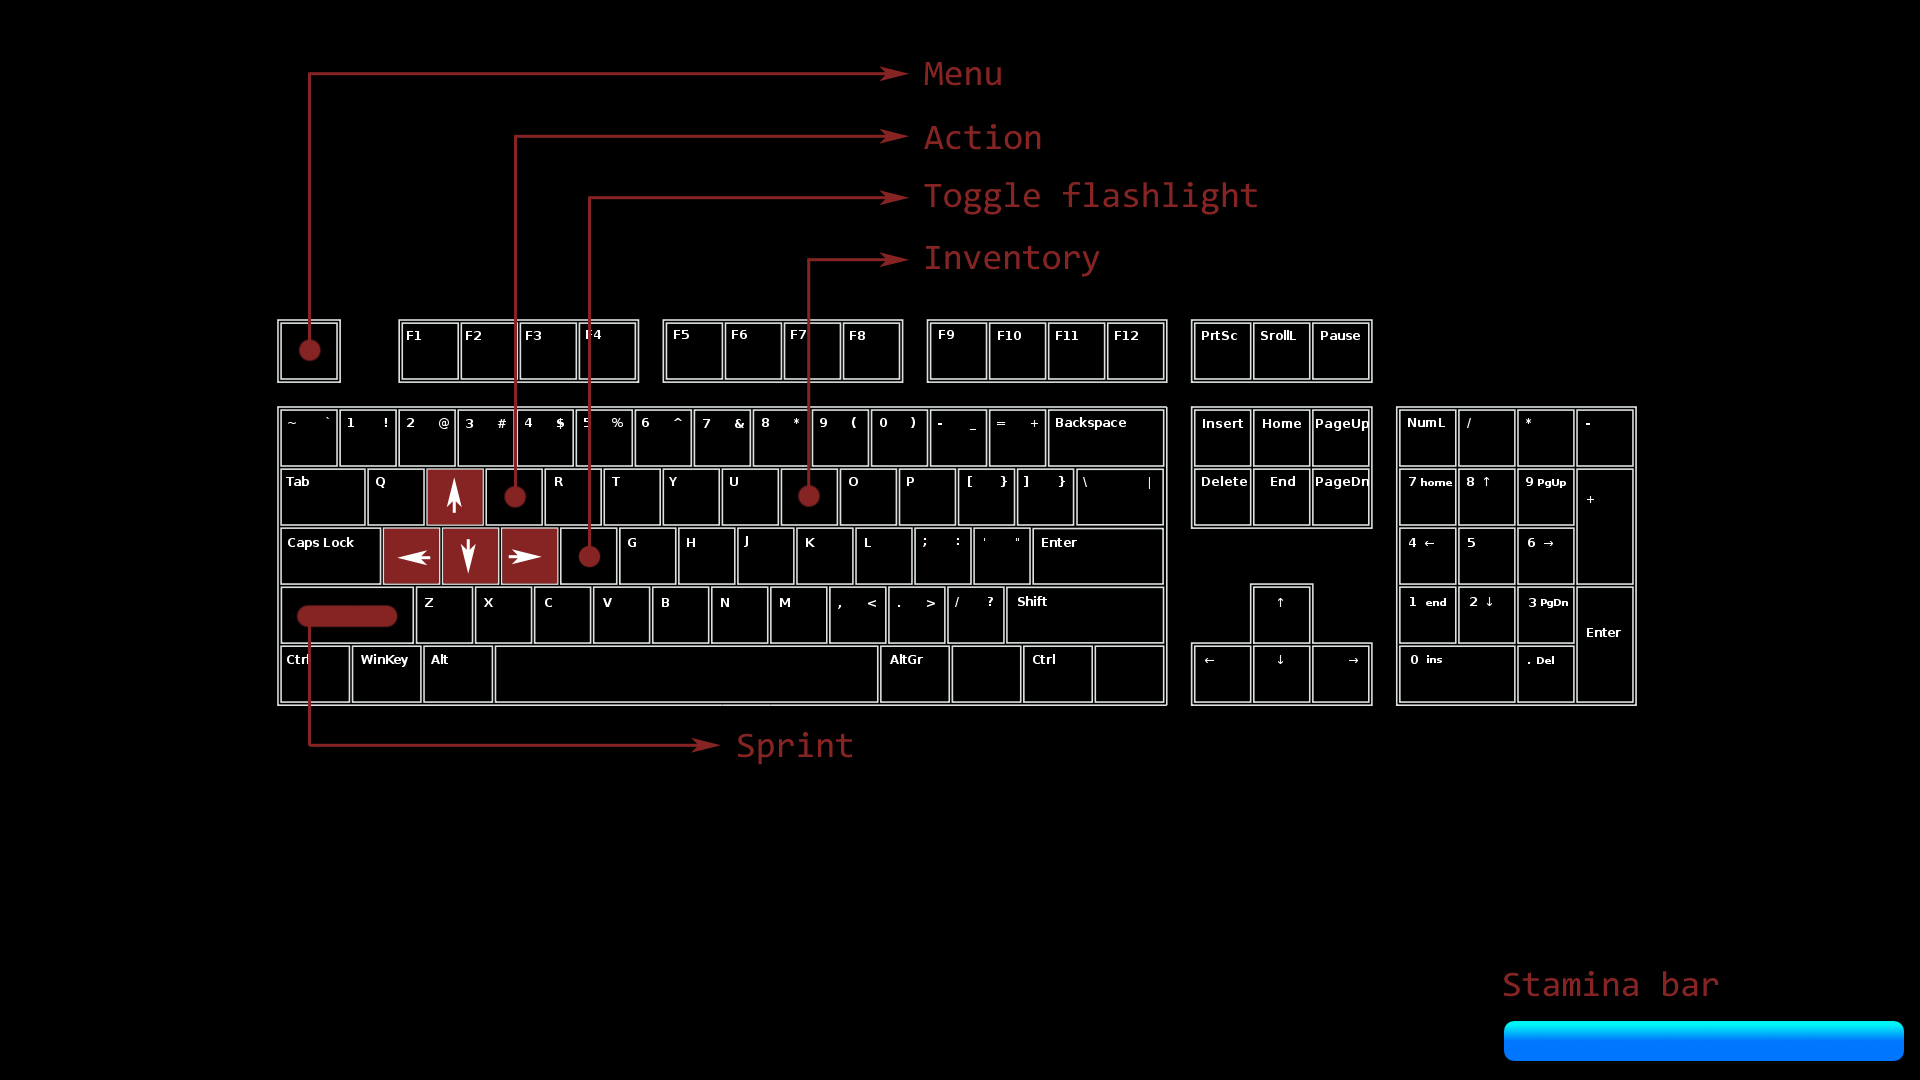 Menu
Action
Toggle flashlight
Inventory
F1 F2 F3 F4 F5 F6 F7 F8 F9 F10 F11 F12 PrtSc SrollL Pause
~ ` 1 ! 2 @ 3 # 4 $ 5 % 6 ^ 7 & 8 * 9 ( 0 ) - _ = + Backspace Insert Home PageUp NumL / * -
Tab Q R T Y U O P [ } ] } \ | Delete End PageDn 7 home 8 ↑ 9 PgUp +
Caps Lock G H J K L ; : ' " Enter 4 ← 5 6 →
Z X C V B N M , < . > / ? Shift ↑ 1 end 2 ↓ 3 PgDn Enter
Ctrl WinKey Alt AltGr Ctrl ← ↓ → 0 ins . Del
Sprint
Stamina bar